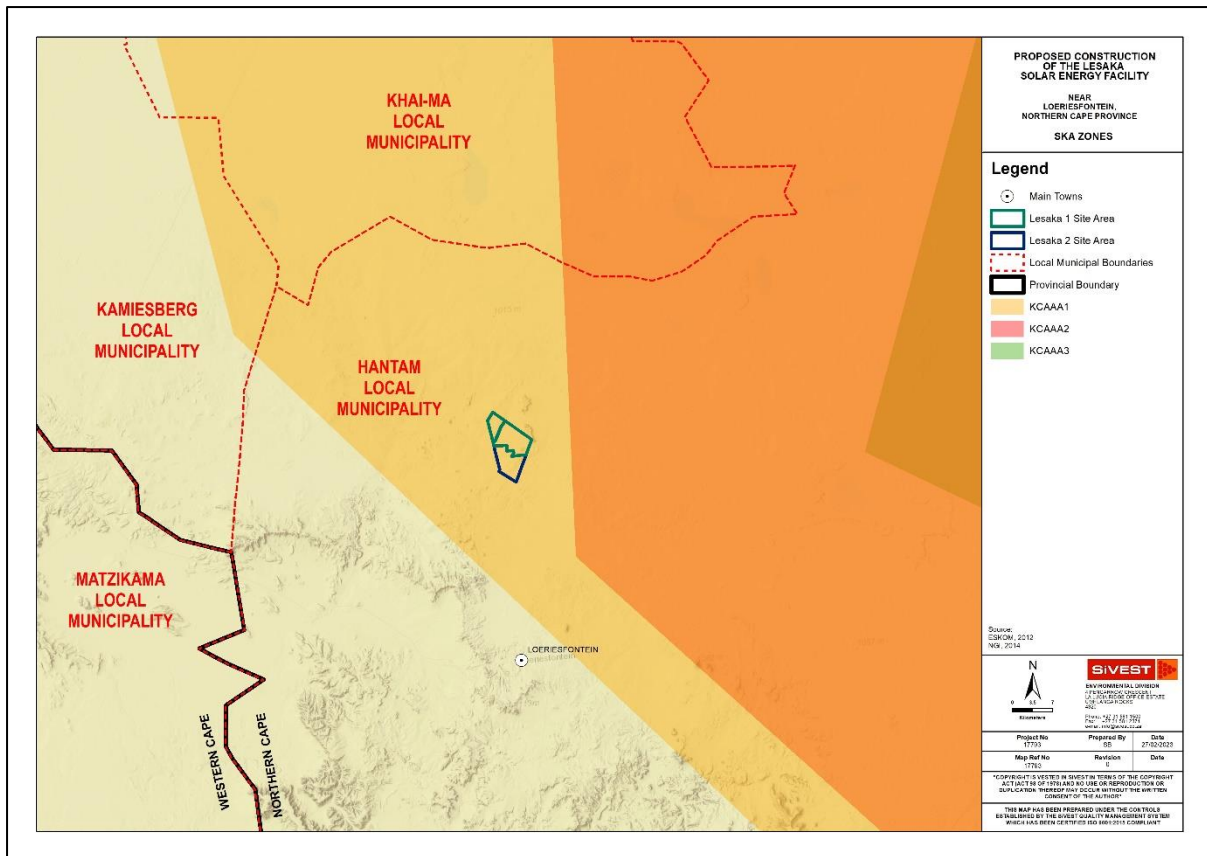 KHAI-MA
LOCAL
MUNICIPALITY
KAMIESBERG
LOCAL
MUNICIPALITY
HANTAM
LOCAL
MUNICIPALITY
MATZIKAMA
LOCAL
MUNICIPALITY
LOERIESFONTEIN
WESTERN CAPE
NORTHERN CAPE
PROPOSED CONSTRUCTION
OF THE LESAKA
SOLAR ENERGY FACILITY
NEAR
LOERIESFONTEIN,
NORTHERN CAPE PROVINCE
SKA ZONES
Legend
Main Towns
Lesaka 1 Site Area
Lesaka 2 Site Area
Local Municipal Boundaries
Provincial Boundary
KCAAA1
KCAAA2
KCAAA3
Source:
ESKOM, 2012
NGI, 2014
N
0 3.5 7
Kilometers
SiVEST
ENVIRONMENTAL DIVISION
Project No
Prepared By
Date
SB
27/02/2023
Map Ref No
Revision
Date
0
"COPYRIGHT IS VESTED IN SIVEST IN TERMS OF THE COPYRIGHT
ACT (ACT 98 OF 1978) AND NO USE OR REPRODUCTION OR
DUPLICATION THEREOF MAY OCCUR WITHOUT THE WRITTEN
CONSENT OF THE AUTHOR"
THIS MAP HAS BEEN PREPARED UNDER THE CONTROLS
ESTABLISHED BY THE SIVEST QUALITY MANAGEMENT SYSTEM
WHICH HAS BEEN CERTIFIED ISO 9001:2015 COMPLIANT